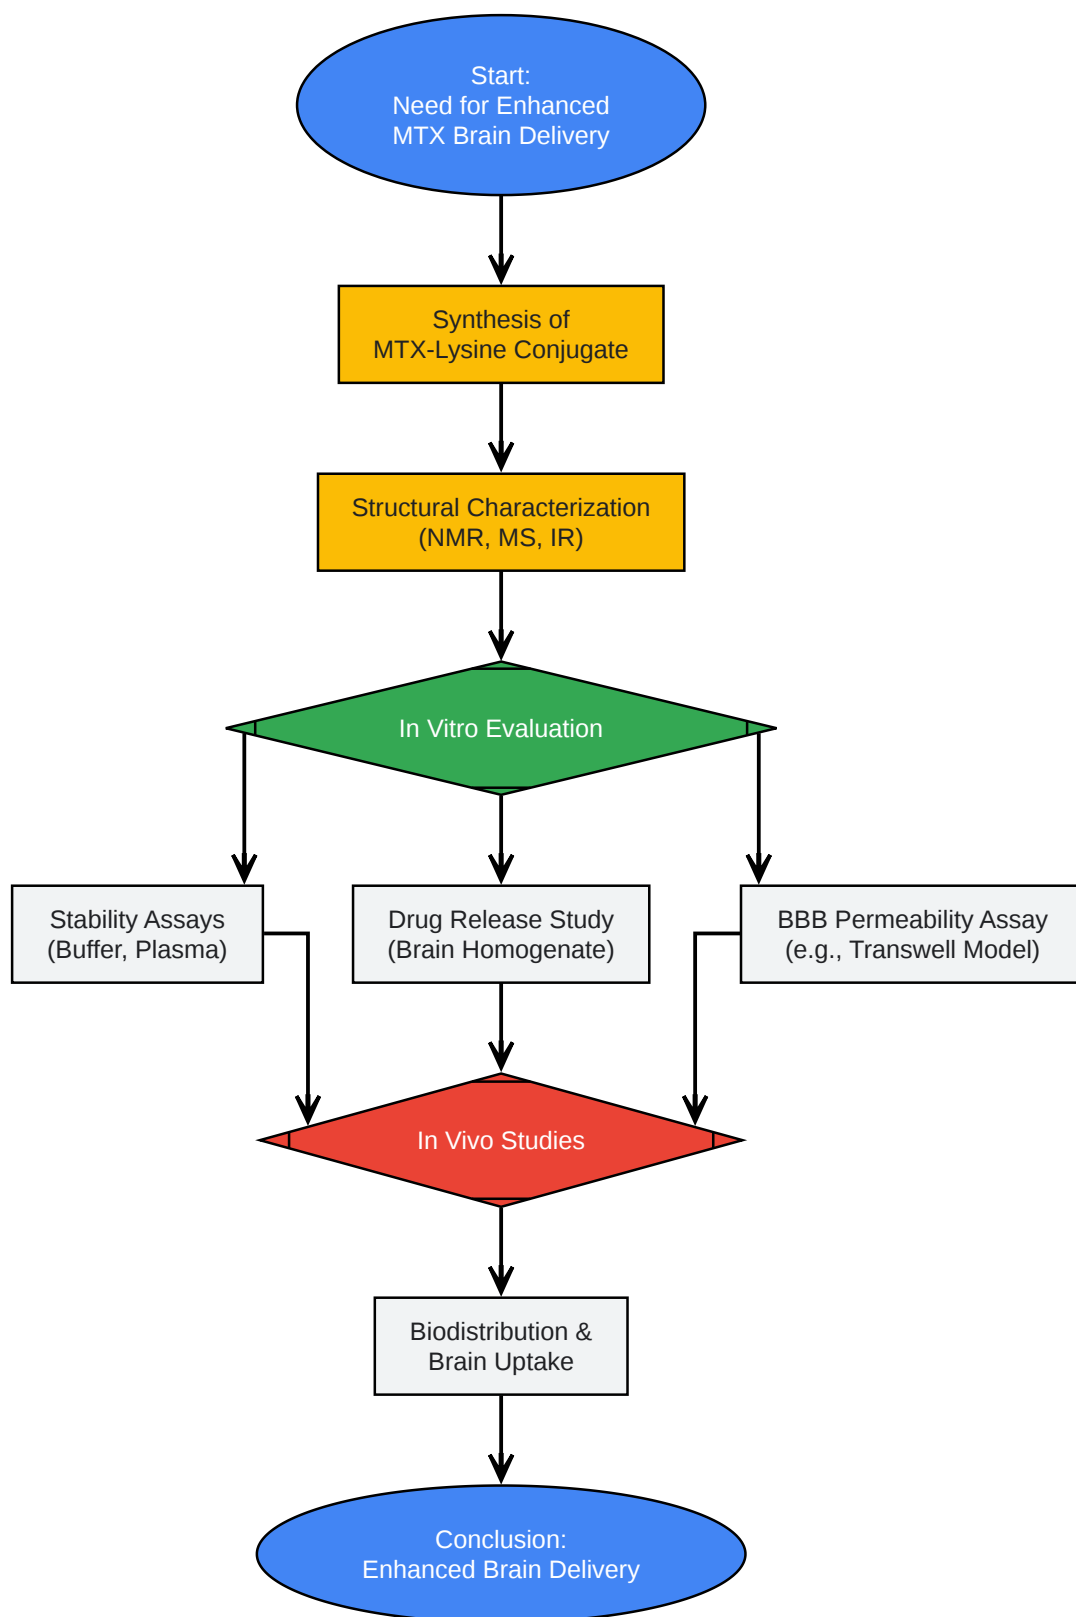 Start:
Need for Enhanced
MTX Brain Delivery
Synthesis of
MTX-Lysine Conjugate
Structural Characterization
(NMR, MS, IR)
In Vitro Evaluation
Stability Assays
(Buffer, Plasma)
Drug Release Study
(Brain Homogenate)
BBB Permeability Assay
(e.g., Transwell Model)
In Vivo Studies
Biodistribution &
Brain Uptake
Conclusion:
Enhanced Brain Delivery